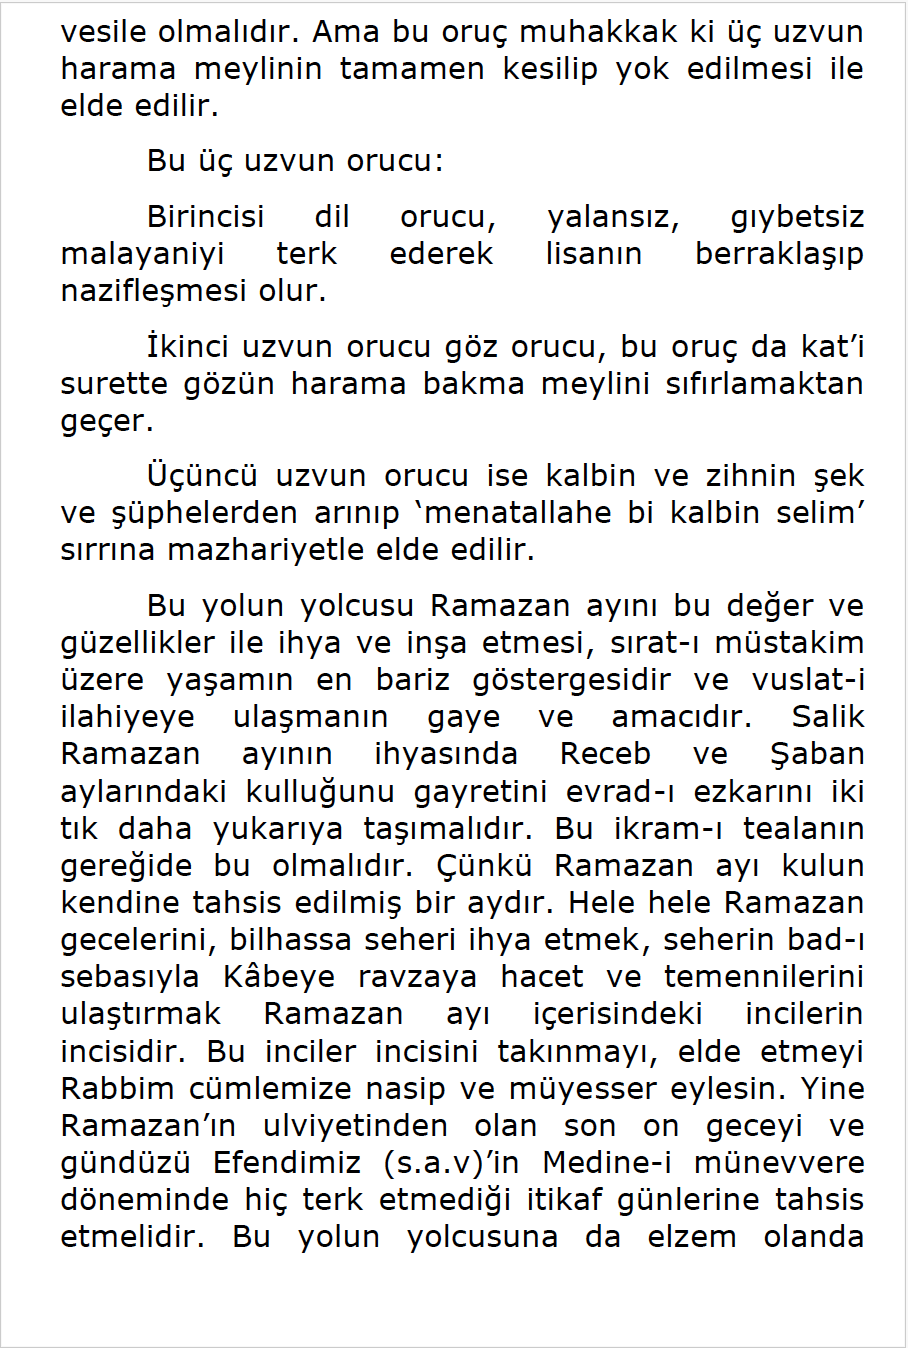 vesile olmalıdır. Ama bu oruç muhakkak ki üç uzvun
harama meylinin tamamen kesilip yok edilmesi ile
elde edilir.
Bu üç uzvun orucu:
Birincisi dil orucu, yalansız, gıybetsiz
malayaniyi terk ederek lisanın berraklaşıp
nazifleşmesi olur.
İkinci uzvun orucu göz orucu, bu oruç da kat’i
surette gözün harama bakma meylini sıfırlamaktan
geçer.
Üçüncü uzvun orucu ise kalbin ve zihnin şek
ve şüphelerden arınıp ‘menatallahe bi kalbin selim’
sırrına mazhariyetle elde edilir.
Bu yolun yolcusu Ramazan ayını bu değer ve
güzellikler ile ihya ve inşa etmesi, sırat-ı müstakim
üzere yaşamın en bariz göstergesidir ve vuslat-i
ilahiyeye ulaşmanın gaye ve amacıdır. Salik
Ramazan ayının ihyasında Receb ve Şaban
aylarındaki kulluğunu gayretini evrad-ı ezkarını iki
tık daha yukarıya taşımalıdır. Bu ikram-ı tealanın
gereğide bu olmalıdır. Çünkü Ramazan ayı kulun
kendine tahsis edilmiş bir aydır. Hele hele Ramazan
gecelerini, bilhassa seheri ihya etmek, seherin bad-ı
sebasıyla Kâbeye ravzaya hacet ve temennilerini
ulaştırmak Ramazan ayı içerisindeki incilerin
incisidir. Bu inciler incisini takınmayı, elde etmeyi
Rabbim cümlemize nasip ve müyesser eylesin. Yine
Ramazan’ın ulviyetinden olan son on geceyi ve
gündüzü Efendimiz (s.a.v)’in Medine-i münevvere
döneminde hiç terk etmediği itikaf günlerine tahsis
etmelidir. Bu yolun yolcusuna da elzem olanda